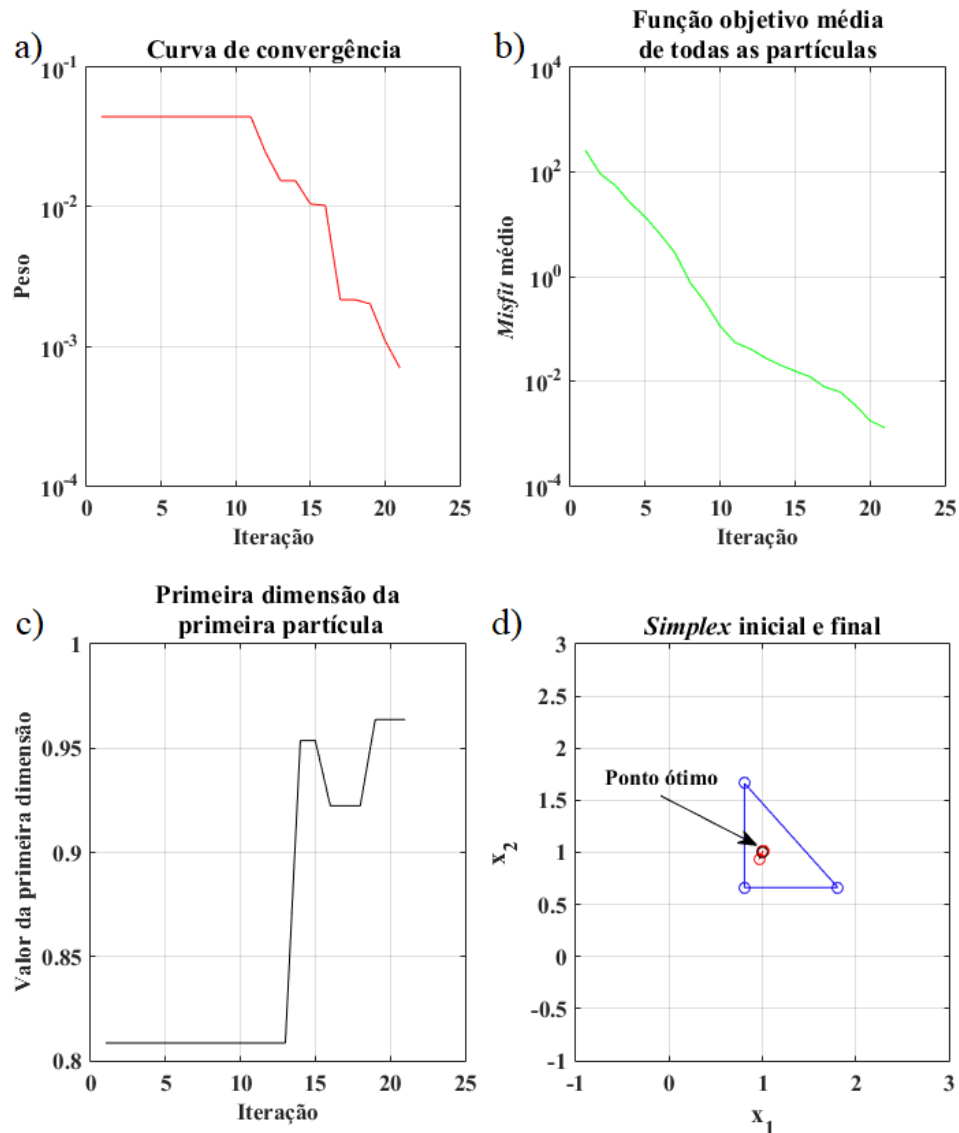 a)
Curva de convergência
10^-1
10^-2
10^-3
10^-4
Peso
0 5 10 15 20 25
Iteração
b)
Função objetivo média
de todas as partículas
10^4
10^2
10^0
10^-2
10^-4
Misfit médio
0 5 10 15 20 25
Iteração
c)
Primeira dimensão da
primeira partícula
1
0.95
0.9
0.85
0.8
Valor da primeira dimensão
0 5 10 15 20 25
Iteração
d)
Simplex inicial e final
3
2.5
2
1.5
1
0.5
0
-0.5
-1
x_2
Ponto ótimo
-1 0 1 2 3
x_1